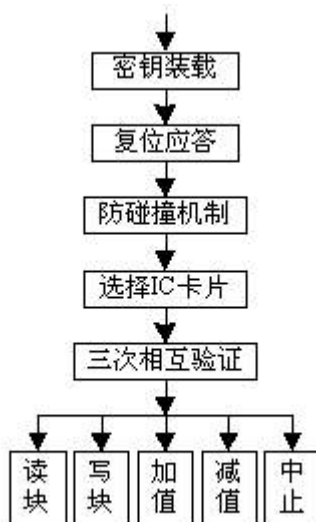 密钥装载
复位应答
防碰撞机制
选择IC卡片
三次相互验证
读块
写块
加值
减值
中止